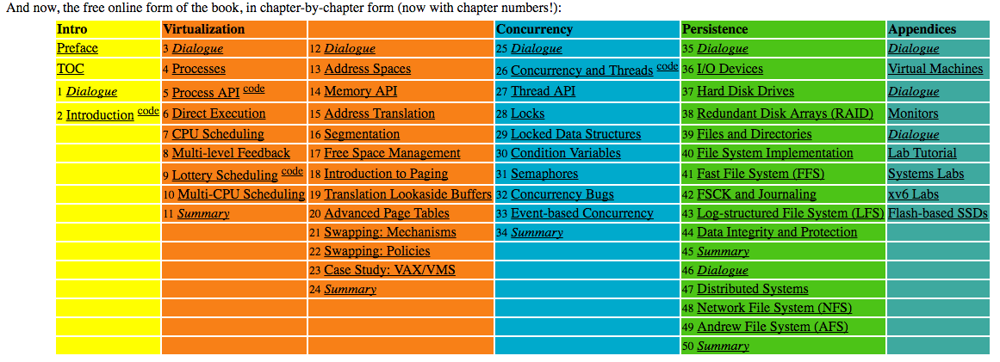 And now, the free online form of the book, in chapter-by-chapter form (now with chapter numbers!):
Intro Virtualization Concurrency Persistence Appendices
Preface 3 Dialogue 12 Dialogue 25 Dialogue 35 Dialogue Dialogue
TOC 4 Processes 13 Address Spaces 26 Concurrency and Threads code 36 I/O Devices Virtual Machines
1 Dialogue 5 Process API code 14 Memory API 27 Thread API 37 Hard Disk Drives Dialogue
2 Introduction code 6 Direct Execution 15 Address Translation 28 Locks 38 Redundant Disk Arrays (RAID) Monitors
7 CPU Scheduling 16 Segmentation 29 Locked Data Structures 39 Files and Directories Dialogue
8 Multi-level Feedback 17 Free Space Management 30 Condition Variables 40 File System Implementation Lab Tutorial
9 Lottery Scheduling code 18 Introduction to Paging 31 Semaphores 41 Fast File System (FFS) Systems Labs
10 Multi-CPU Scheduling 19 Translation Lookaside Buffers 32 Concurrency Bugs 42 FSCK and Journaling xv6 Labs
11 Summary 20 Advanced Page Tables 33 Event-based Concurrency 43 Log-structured File System (LFS) Flash-based SSDs
21 Swapping: Mechanisms 34 Summary 44 Data Integrity and Protection
22 Swapping: Policies 45 Summary
23 Case Study: VAX/VMS 46 Dialogue
24 Summary 47 Distributed Systems
48 Network File System (NFS)
49 Andrew File System (AFS)
50 Summary